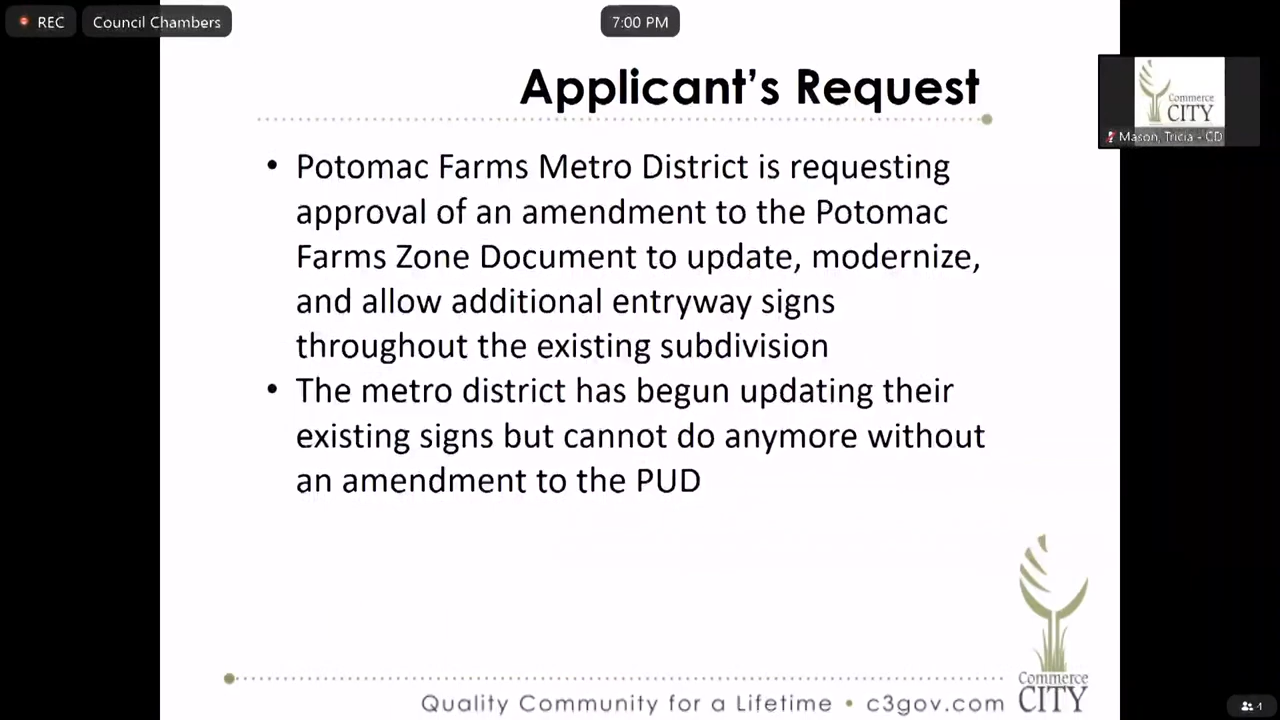 REC
Council Chambers
7:00 PM
Applicant's Request
Commerce
CITY
Mason, Tricia - CD
• Potomac Farms Metro District is requesting
approval of an amendment to the Potomac
Farms Zone Document to update, modernize,
and allow additional entryway signs
throughout the existing subdivision
• The metro district has begun updating their
existing signs but cannot do anymore without
an amendment to the PUD
Commerce
CITY
Quality Community for a Lifetime • c3gov.com
4